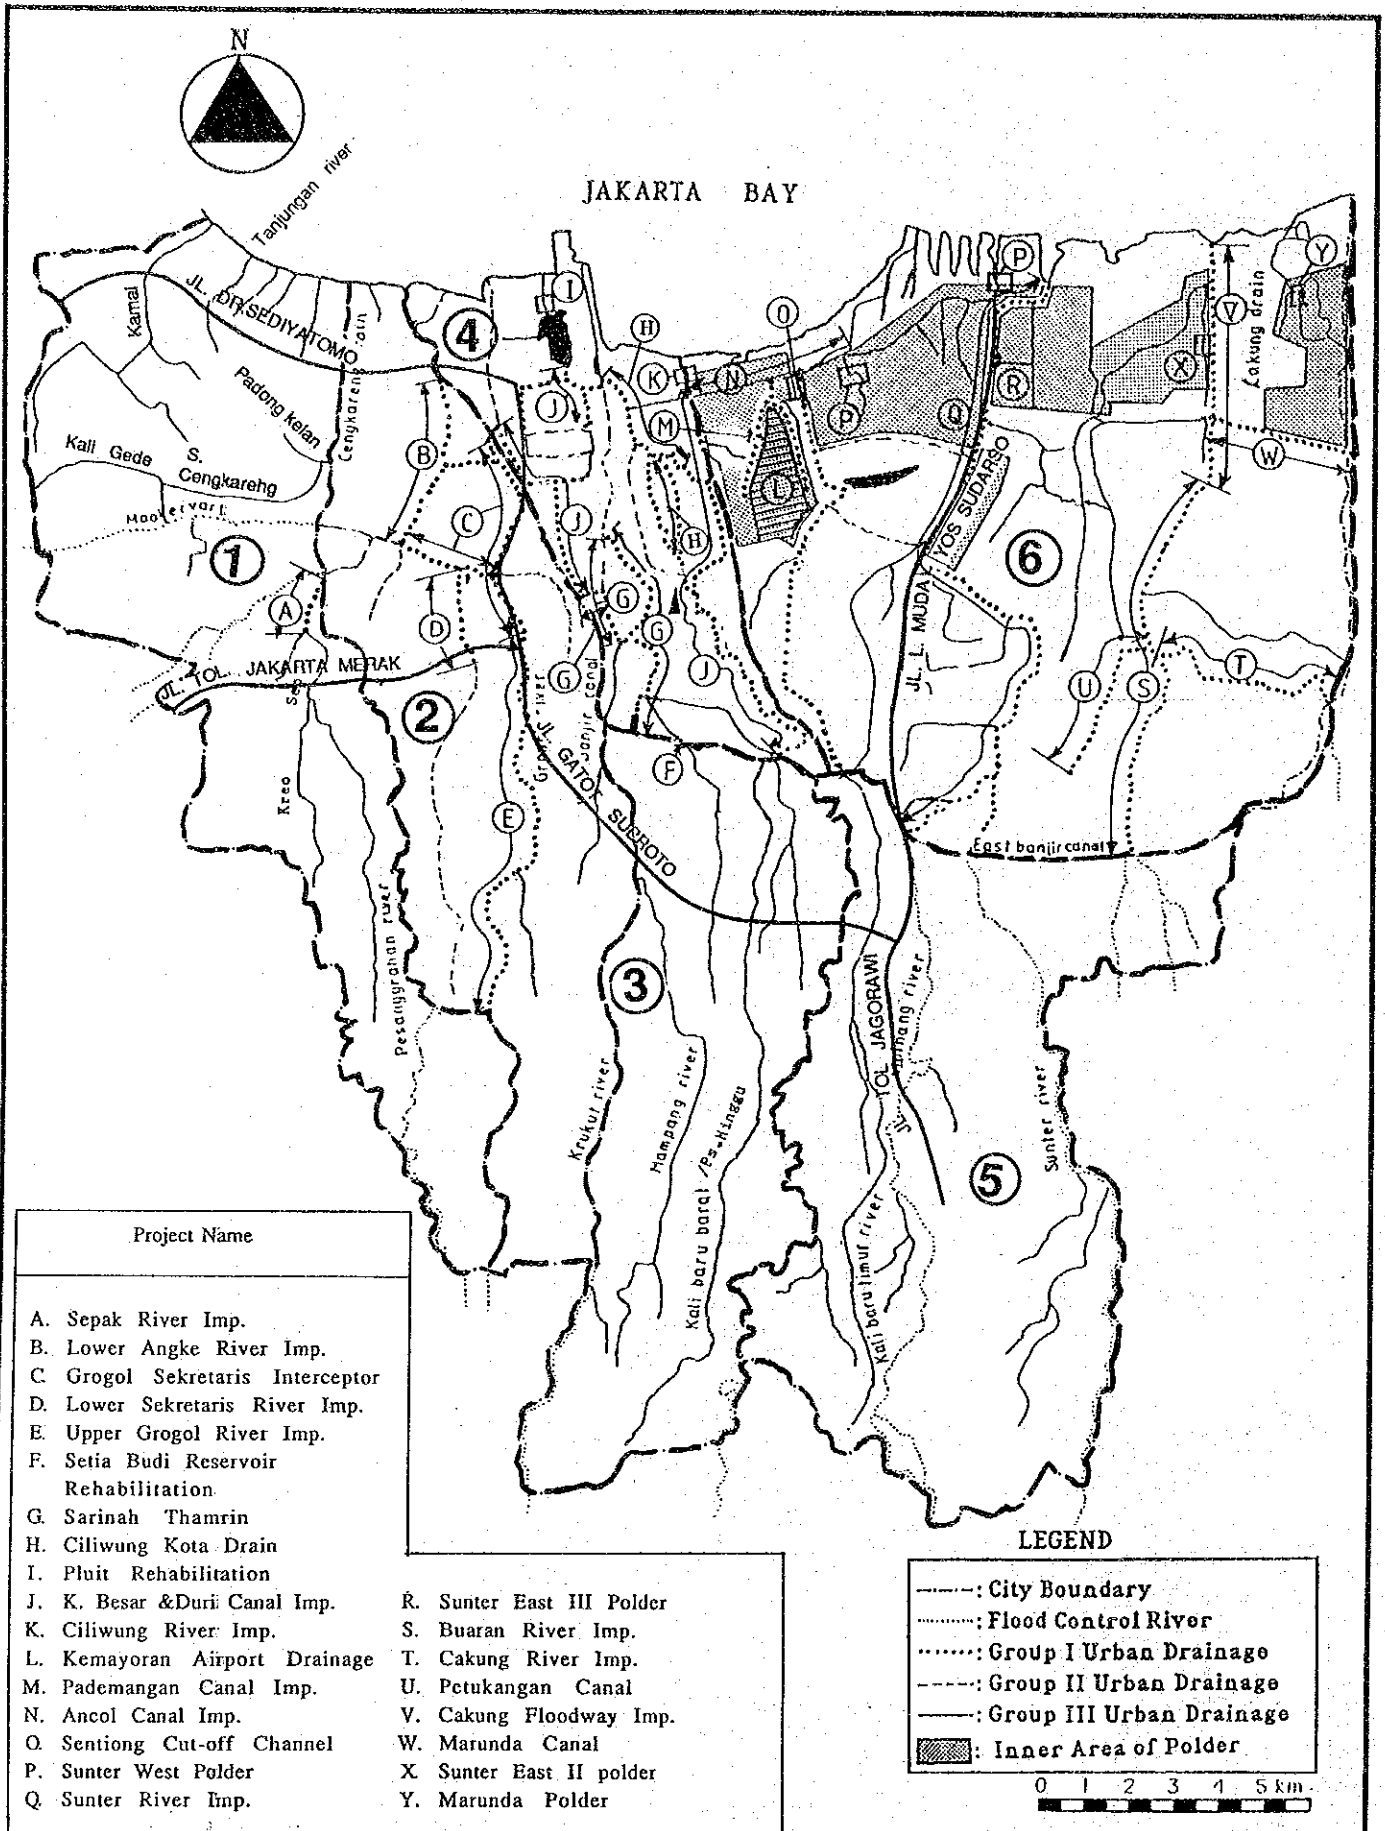 N
JAKARTA BAY
Tanjungan river
Kamal
JL. DR. SEDIYATOMO
4
I
H
O
P
Y
V
Cakung drain
Padong kelan
Cengkareng
K
N
M
J
P
Q
R
X
Kali Gede
S.
Cengkarehg
B
C
J
L
H
W
YOS SUDARSO
1
A
D
G
G
G
J
6
JL. L. MUDAY
U
S
T
JL. TOL. JAKARTA MERAK
2
Kreo
E
JL. GATOT SUBROTO
Banjir canal
F
East banjir canal
Pesanggrahan river
3
Krukut river
Mampang river
Kali baru barat /Ps. Minggu
JL. TOL JAGORAWI
Kali baru timur river
Sunter river
5
Project Name
A. Sepak River Imp.
B. Lower Angke River Imp.
C Grogol Sekretaris Interceptor
D. Lower Sekretaris River Imp.
E. Upper Grogol River Imp.
F. Setia Budi Reservoir
Rehabilitation
G. Sarinah Thamrin
H. Ciliwung Kota Drain
I. Pluit Rehabilitation
J. K. Besar &Duri Canal Imp.
K. Ciliwung River Imp.
L. Kemayoran Airport Drainage
M. Pademangan Canal Imp.
N. Ancol Canal Imp.
O. Sentiong Cut-off Channel
P. Sunter West Polder
Q. Sunter River Imp.
R. Sunter East III Polder
S. Buaran River Imp.
T. Cakung River Imp.
U. Petukangan Canal
V. Cakung Floodway Imp.
W. Marunda Canal
X Sunter East II polder
Y. Marunda Polder
LEGEND
: City Boundary
: Flood Control River
: Group I Urban Drainage
: Group II Urban Drainage
: Group III Urban Drainage
: Inner Area of Polder
0 1 2 3 4 5 km